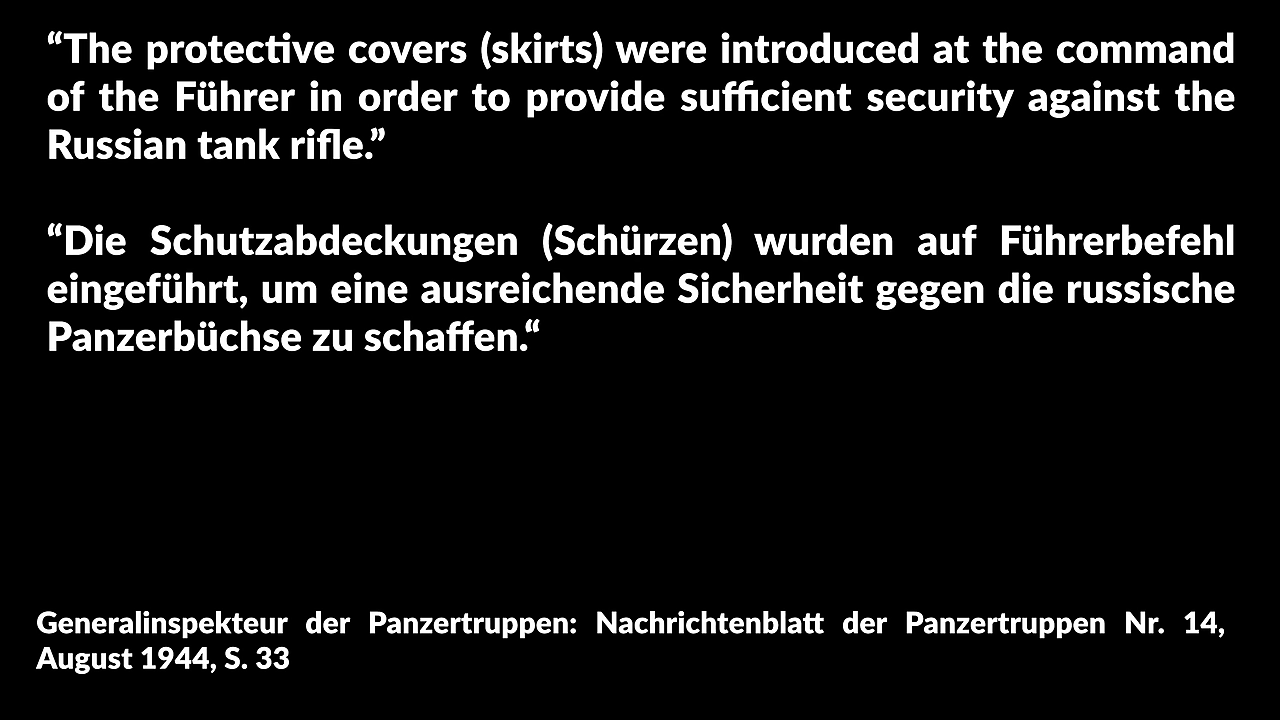 “The protective covers (skirts) were introduced at the command
of the Führer in order to provide sufficient security against the
Russian tank rifle.”
“Die Schutzabdeckungen (Schürzen) wurden auf Führerbefehl
eingeführt, um eine ausreichende Sicherheit gegen die russische
Panzerbüchse zu schaffen.“
Generalinspekteur der Panzertruppen: Nachrichtenblatt der Panzertruppen Nr. 14,
August 1944, S. 33